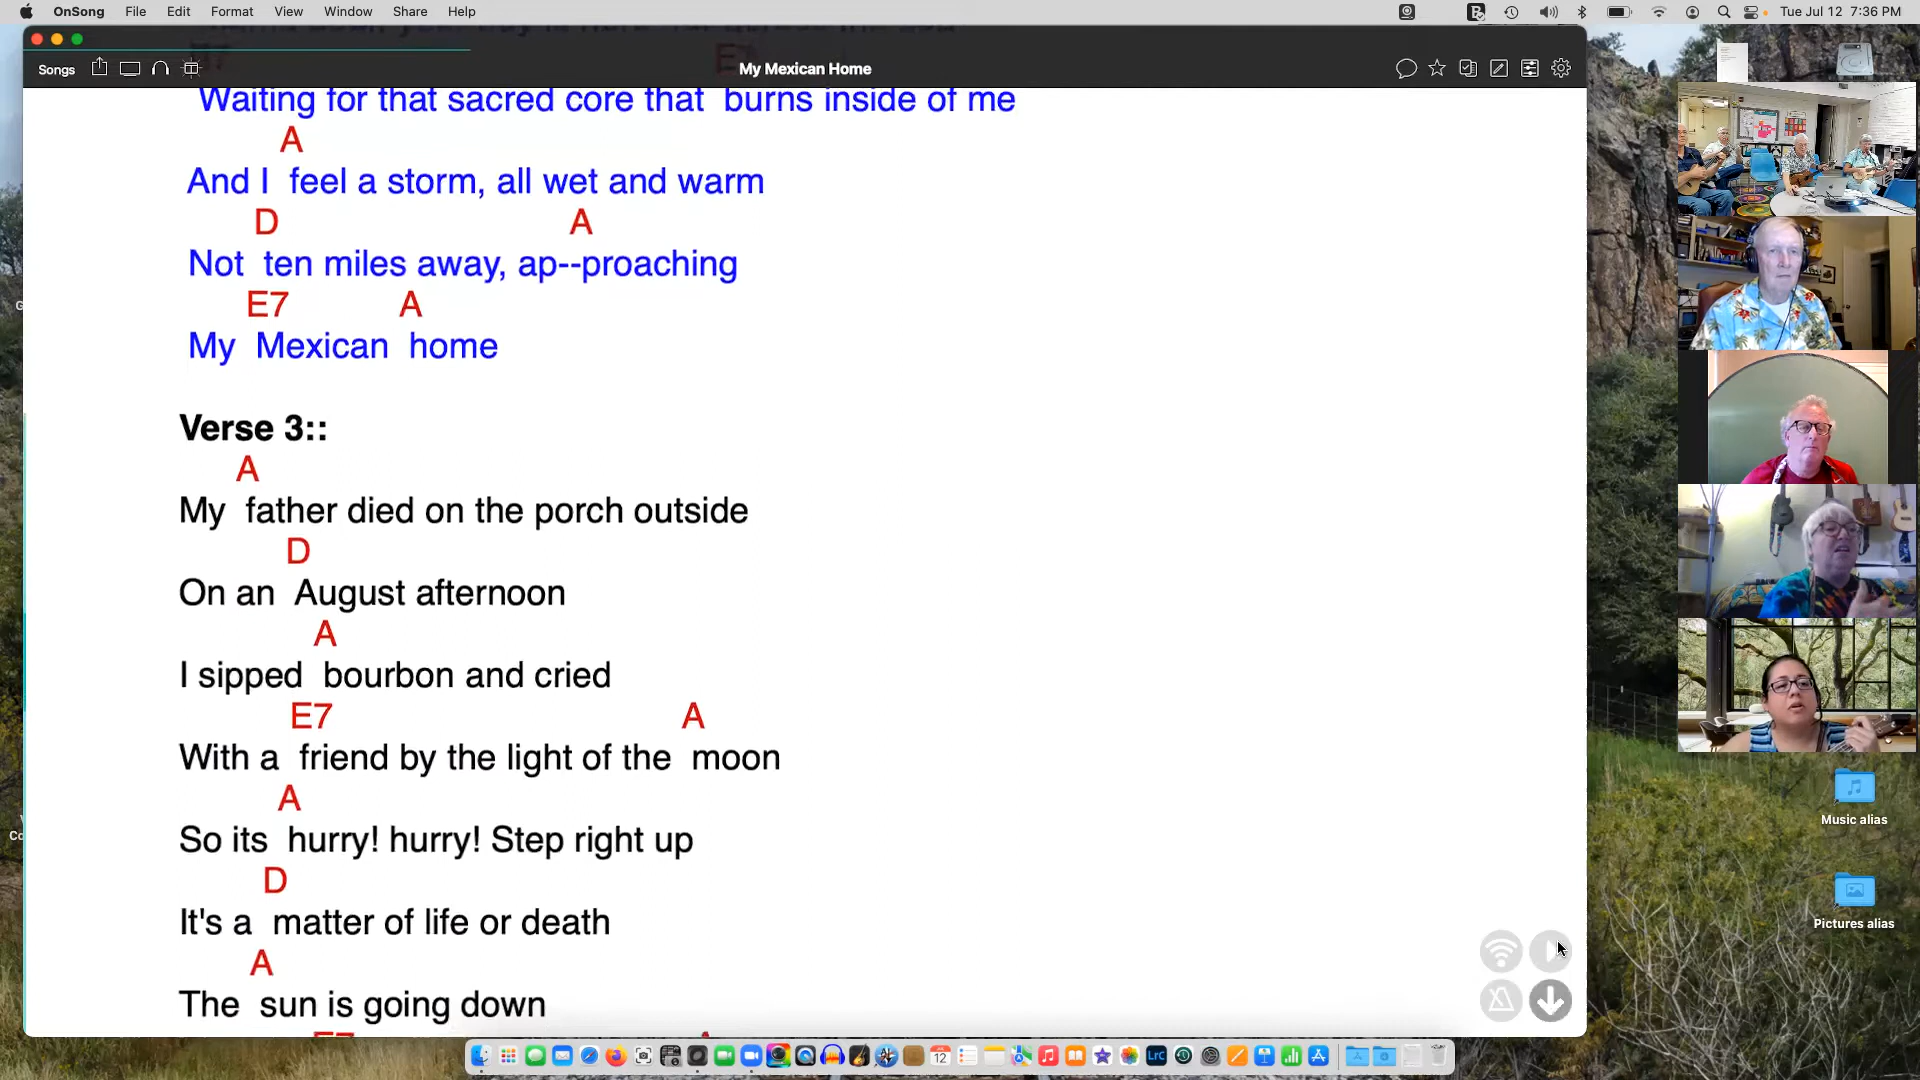 OnSong File Edit Format View Window Share Help Tue Jul 12 7:36 PM
Songs My Mexican Home
E7
Waiting for that sacred core that burns inside of me
A
And I feel a storm, all wet and warm
D A
Not ten miles away, ap--proaching
E7 A
My Mexican home
Verse 3::
A
My father died on the porch outside
D
On an August afternoon
A
I sipped bourbon and cried
E7 A
With a friend by the light of the moon
A
So its hurry! hurry! Step right up
D
It's a matter of life or death
A
The sun is going down
E7 A
Music alias
Pictures alias
12
Lrc